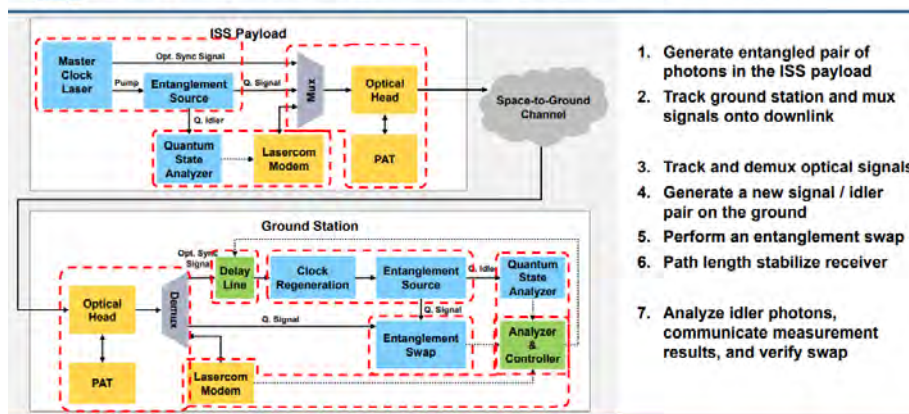 ISS Payload
Master
Clock
Laser
Opt. Sync Signal
Pump
Entanglement
Source
Q. Signal
Q. Idler
Mux
Optical
Head
Quantum
State
Analyzer
Lasercom
Modem
PAT
Space-to-Ground
Channel
Ground Station
Optical
Head
PAT
Demux
Opt. Sync
Signal
Delay
Line
Clock
Regeneration
Entanglement
Source
Q. Idler
Quantum
State
Analyzer
Q. Signal
Q. Signal
Entanglement
Swap
Analyzer
&
Controller
Lasercom
Modem
1. Generate entangled pair of
photons in the ISS payload
2. Track ground station and mux
signals onto downlink
3. Track and demux optical signals
4. Generate a new signal / idler
pair on the ground
5. Perform an entanglement swap
6. Path length stabilize receiver
7. Analyze idler photons,
communicate measurement
results, and verify swap